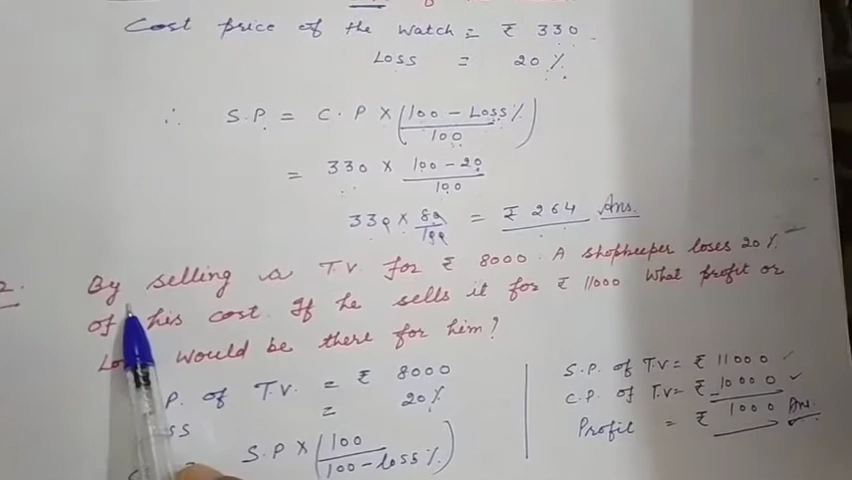 Cost price of the watch = ₹ 330
Loss = 20 %
∴ S.P = C.P × (100 - Loss% / 100)
= 330 × 100 - 20 / 100
330 × 80 / 100 = ₹ 264 Ans.
2. By selling a T.V. for ₹ 8000. A shopkeeper loses 20 %
of his cost. If he sells it for ₹ 11000 What profit or
would be there for him?
P. of T.V. = ₹ 8000
ss = 20 %
S.P × (100 / 100 - loss %)
S.P. of T.V = ₹ 11000
C.P. of T.V = ₹ 10000
Profit = ₹ 1000 Ans.